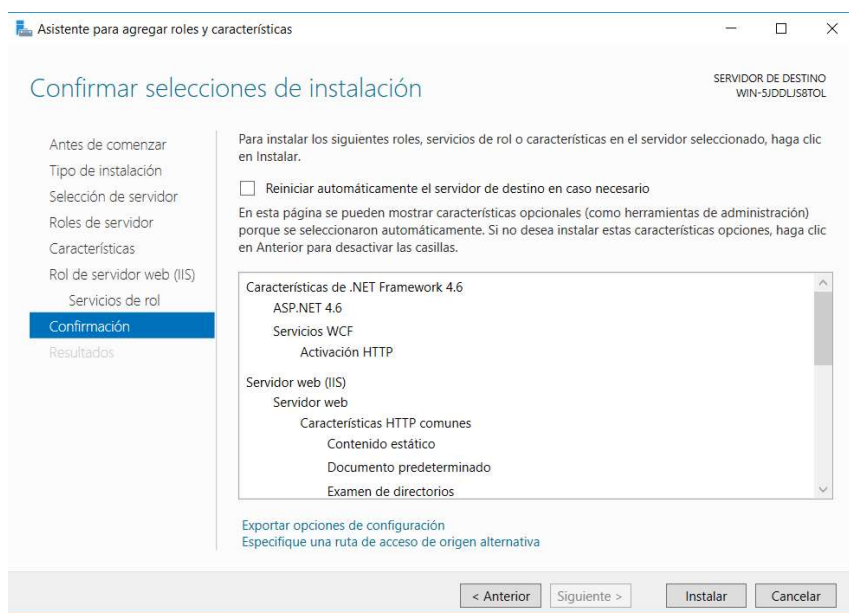 Asistente para agregar roles y características
Confirmar selecciones de instalación
SERVIDOR DE DESTINO
WIN-5JDDLJS8TOL
Antes de comenzar
Tipo de instalación
Selección de servidor
Roles de servidor
Características
Rol de servidor web (IIS)
Servicios de rol
Confirmación
Resultados
Para instalar los siguientes roles, servicios de rol o características en el servidor seleccionado, haga clic
en Instalar.
Reiniciar automáticamente el servidor de destino en caso necesario
En esta página se pueden mostrar características opcionales (como herramientas de administración)
porque se seleccionaron automáticamente. Si no desea instalar estas características opciones, haga clic
en Anterior para desactivar las casillas.
Características de .NET Framework 4.6
ASP.NET 4.6
Servicios WCF
Activación HTTP
Servidor web (IIS)
Servidor web
Características HTTP comunes
Contenido estático
Documento predeterminado
Examen de directorios
Exportar opciones de configuración
Especifique una ruta de acceso de origen alternativa
< Anterior
Siguiente >
Instalar
Cancelar